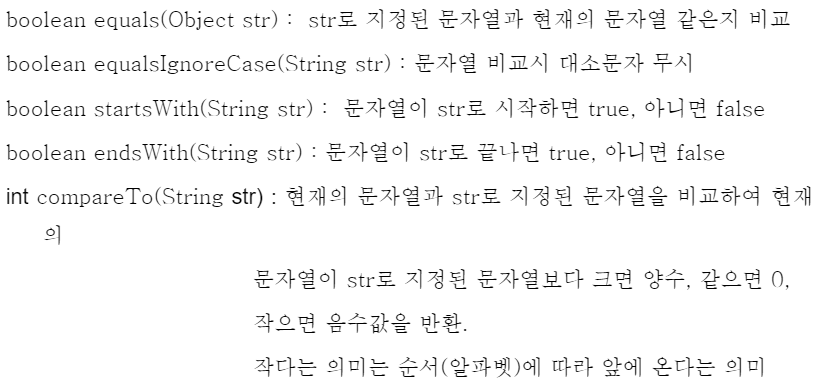 boolean equals(Object str) :  str로 지정된 문자열과 현재의 문자열 같은지 비교
boolean equalsIgnoreCase(String str) : 문자열 비교시 대소문자 무시
boolean startsWith(String str) :  문자열이 str로 시작하면 true, 아니면 false
boolean endsWith(String str) : 문자열이 str로 끝나면 true, 아니면 false
int compareTo(String str) : 현재의 문자열과 str로 지정된 문자열을 비교하여 현재
의
문자열이 str로 지정된 문자열보다 크면 양수, 같으면 0,
작으면 음수값을 반환.
작다는 의미는 순서(알파벳)에 따라 앞에 온다는 의미